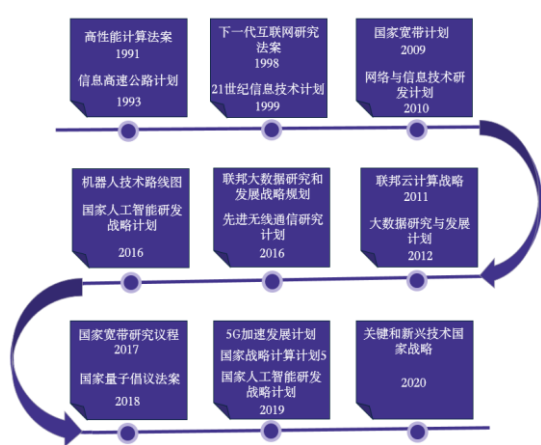 高性能计算法案
1991
信息高速公路计划
1993
下一代互联网研究
法案
1998
21世纪信息技术计划
1999
国家宽带计划
2009
网络与信息技术研
发计划
2010
机器人技术路线图
国家人工智能研发
战略计划
2016
联邦大数据研究和
发展战略规划
先进无线通信研究
计划
2016
联邦云计算战略
2011
大数据研究与发展
计划
2012
国家宽带研究议程
2017
国家量子倡议法案
2018
5G加速发展计划
国家战略计算计划5
国家人工智能研发
战略计划
2019
关键和新兴技术国
家战略
2020